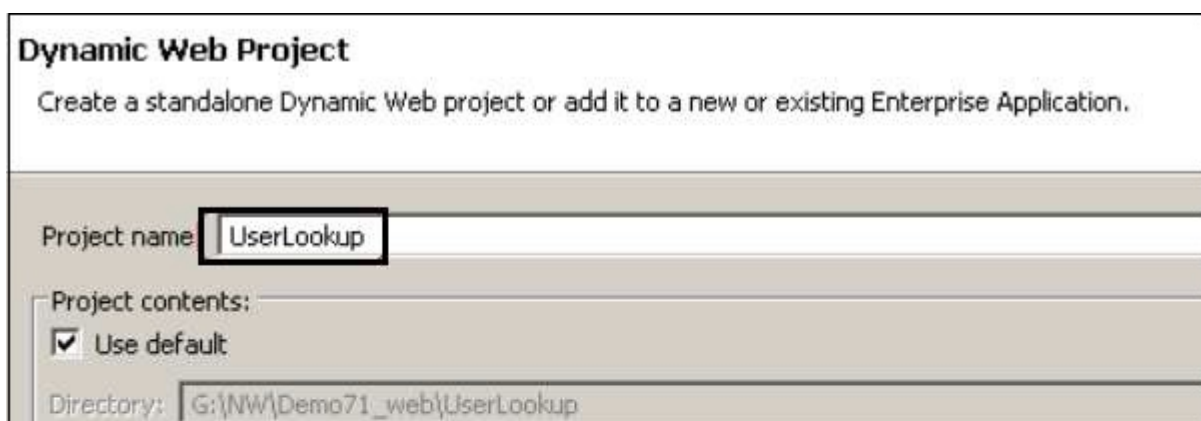 Dynamic Web Project
Create a standalone Dynamic Web project or add it to a new or existing Enterprise Application.
Project name UserLookup
Project contents:
Use default
Directory: G:\NW\Demo71_web\UserLookup